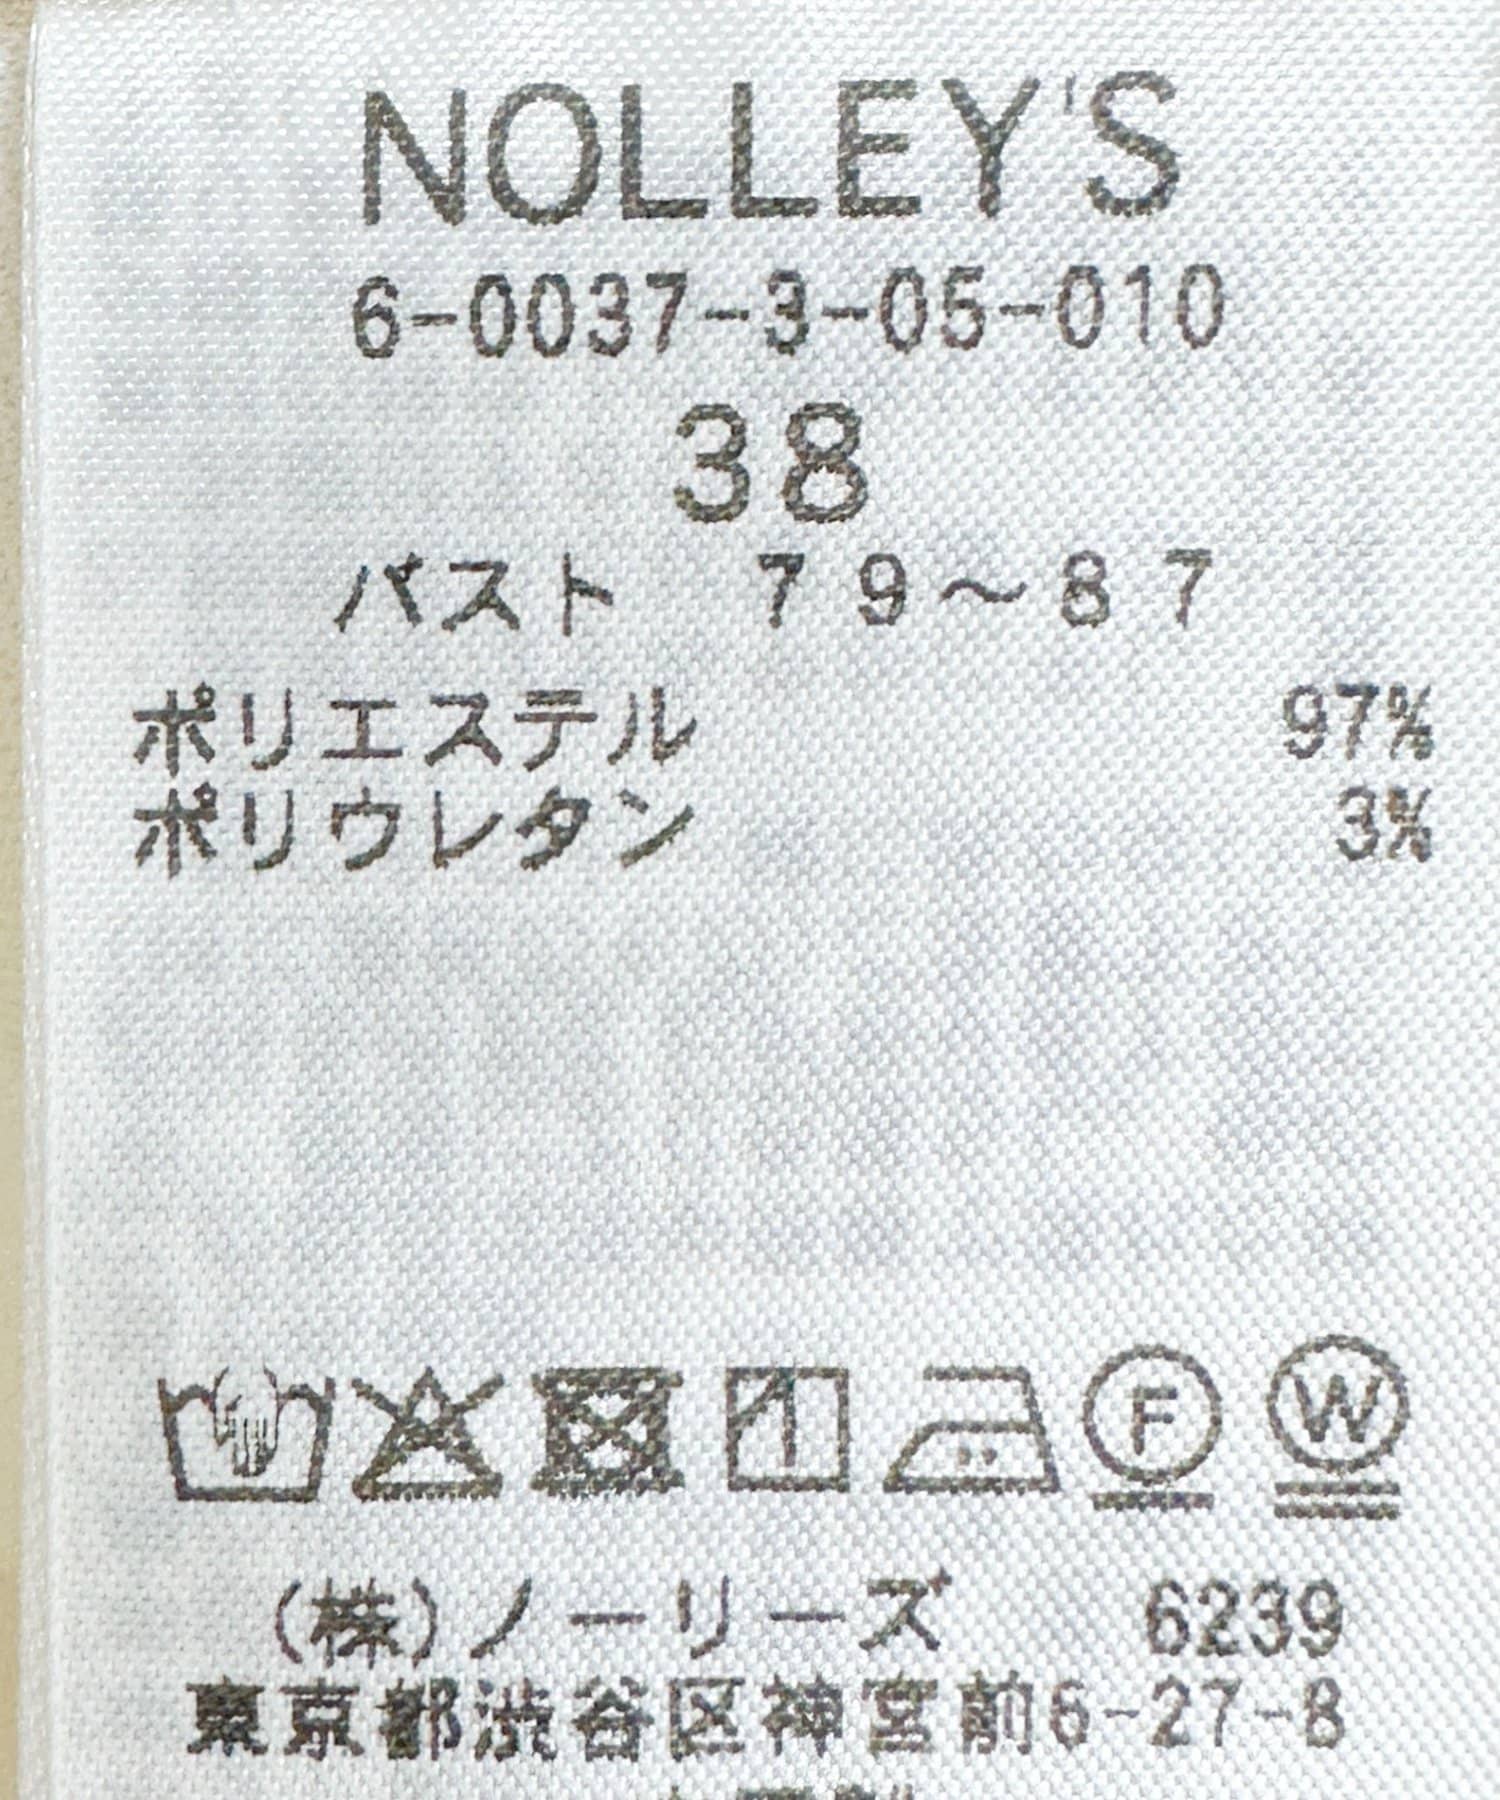 NOLLEY'S
6-0037-3-05-010
38
バスト　７９～８７
ポリエステル 97%
ポリウレタン 3%
F W
(株)ノーリーズ 6239
東京都渋谷区神宮前6-27-8